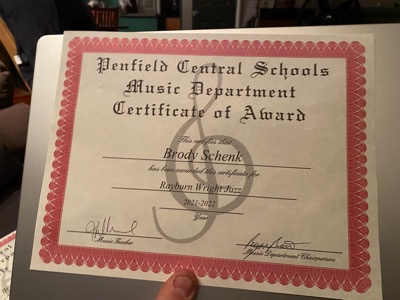 Penfield Central Schools
Music Department
Certificate of Award
This certifies that
Brody Schenk
has been awarded this certificate for
Rayburn Wright Jazz
2021-2022
Year
Music Teacher
Music Department Chairperson